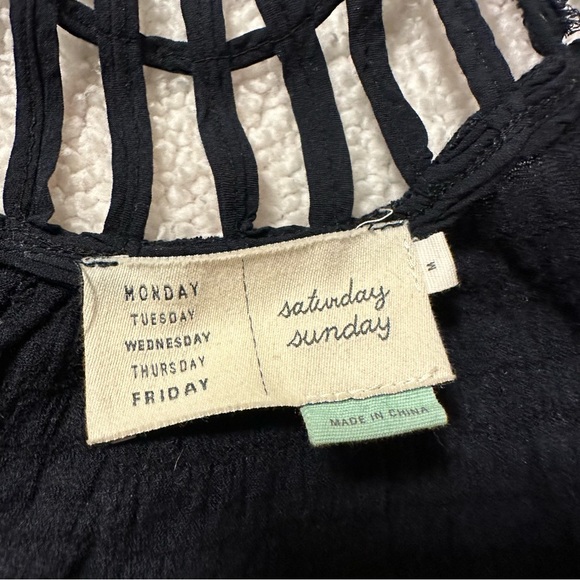 MONDAY
TUESDAY
WEDNESDAY
THURSDAY
FRIDAY
saturday
sunday
M
MADE IN CHINA